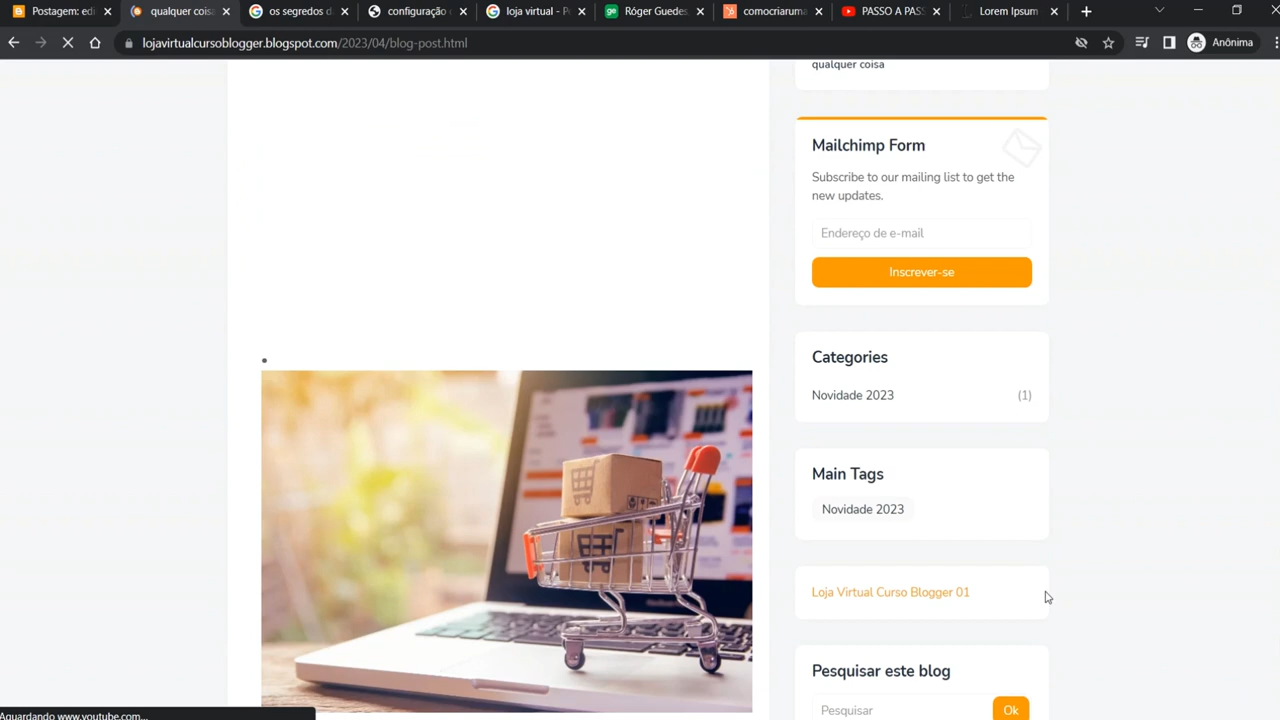 Postagem: edi
qualquer coisa
os segredos d
configuração
loja virtual - P
Róger Guedes
comocriaruma
PASSO A PAS
Lorem Ipsum
lojavirtualcursoblogger.blogspot.com/2023/04/blog-post.html
Anônima
qualquer coisa
Mailchimp Form
Subscribe to our mailing list to get the
new updates.
Endereço de e-mail
Inscrever-se
Categories
Novidade 2023 (1)
Main Tags
Novidade 2023
Loja Virtual Curso Blogger 01
Pesquisar este blog
Pesquisar
Ok
Aguardando www.youtube.com...